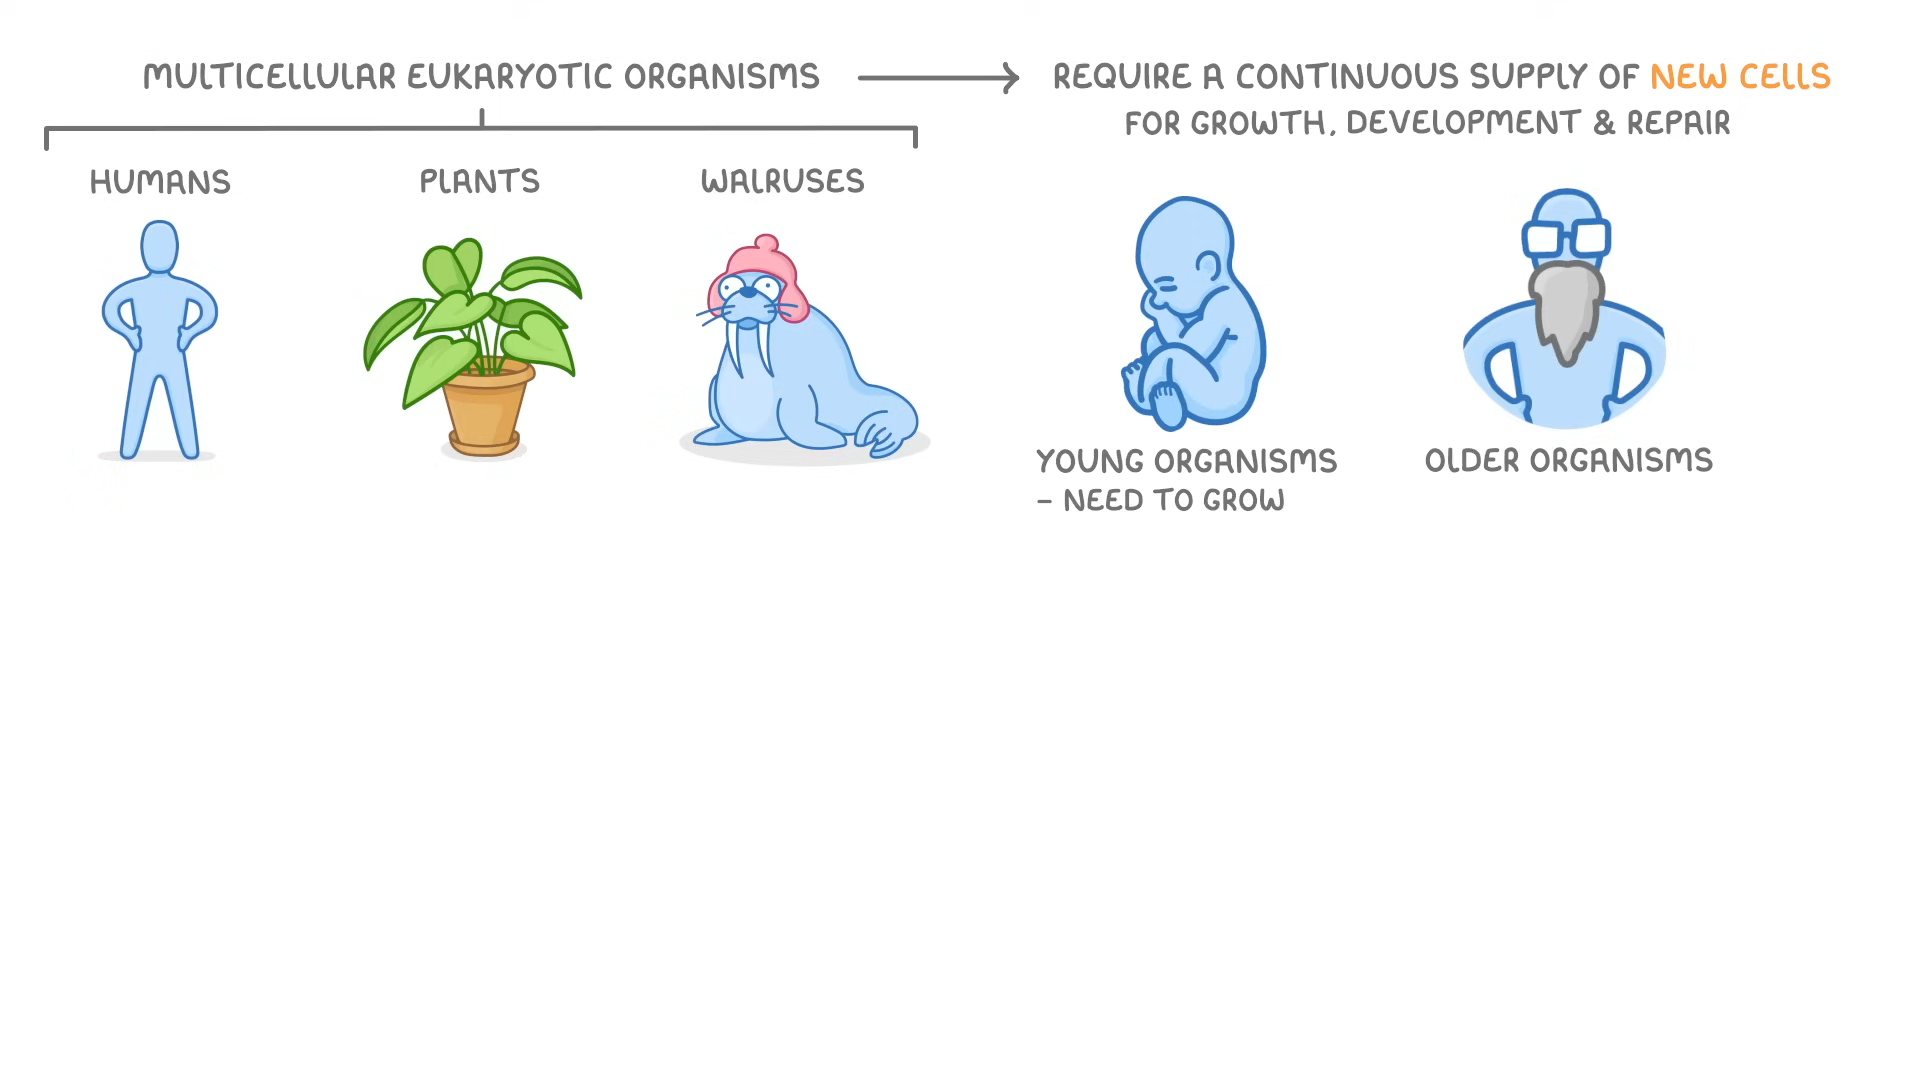 MULTICELLULAR EUKARYOTIC ORGANISMS
REQUIRE A CONTINUOUS SUPPLY OF NEW CELLS
FOR GROWTH, DEVELOPMENT & REPAIR
HUMANS
PLANTS
WALRUSES
YOUNG ORGANISMS
- NEED TO GROW
OLDER ORGANISMS